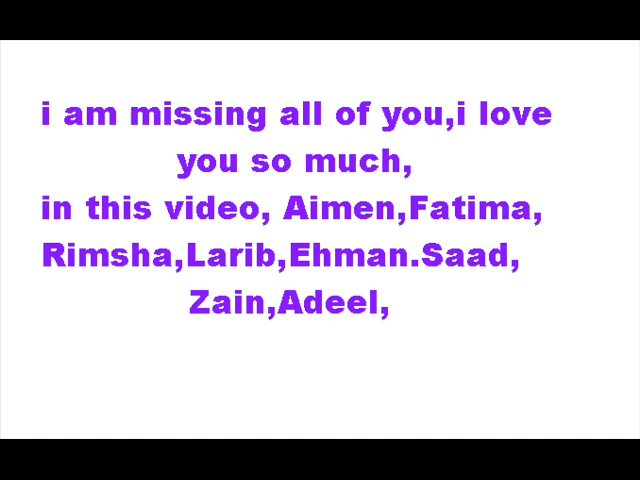 i am missing all of you,i love
you so much,
in this video, Aimen,Fatima,
Rimsha,Larib,Ehman.Saad,
Zain,Adeel,